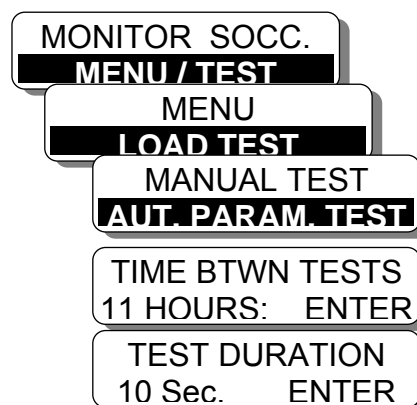 MONITOR SOCC.
MENU / TEST
MENU
LOAD TEST
MANUAL TEST
AUT. PARAM. TEST
TIME BTWN TESTS
11 HOURS: ENTER
TEST DURATION
10 Sec. ENTER